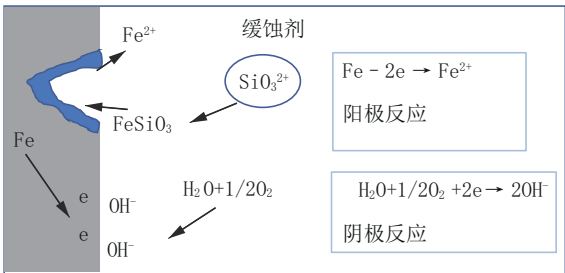 Fe²⁺
缓蚀剂
SiO₃²⁺
Fe - 2e → Fe²⁺
阳极反应
FeSiO₃
Fe
e
OH⁻
H₂O+1/2O₂
e
OH⁻
H₂O+1/2O₂ +2e→ 2OH⁻
阴极反应